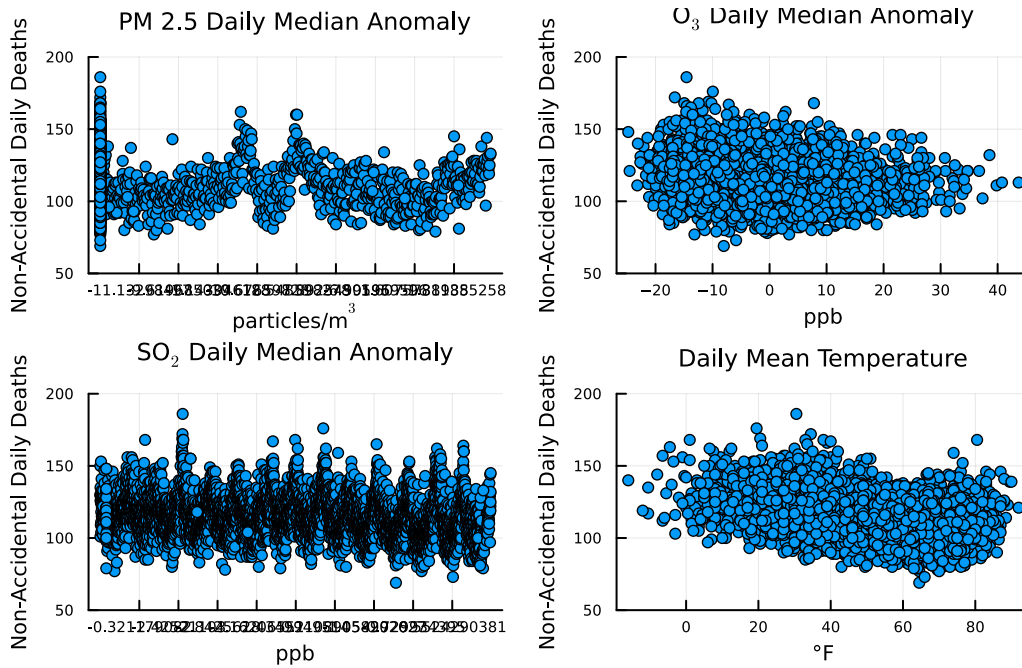 PM 2.5 Daily Median Anomaly
Non-Accidental Daily Deaths
200
150
100
50
particles/m³
O₃ Daily Median Anomaly
Non-Accidental Daily Deaths
200
150
100
50
−20 −10 0 10 20 30 40
ppb
SO₂ Daily Median Anomaly
Non-Accidental Daily Deaths
200
150
100
50
ppb
Daily Mean Temperature
Non-Accidental Daily Deaths
200
150
100
50
0 20 40 60 80
°F